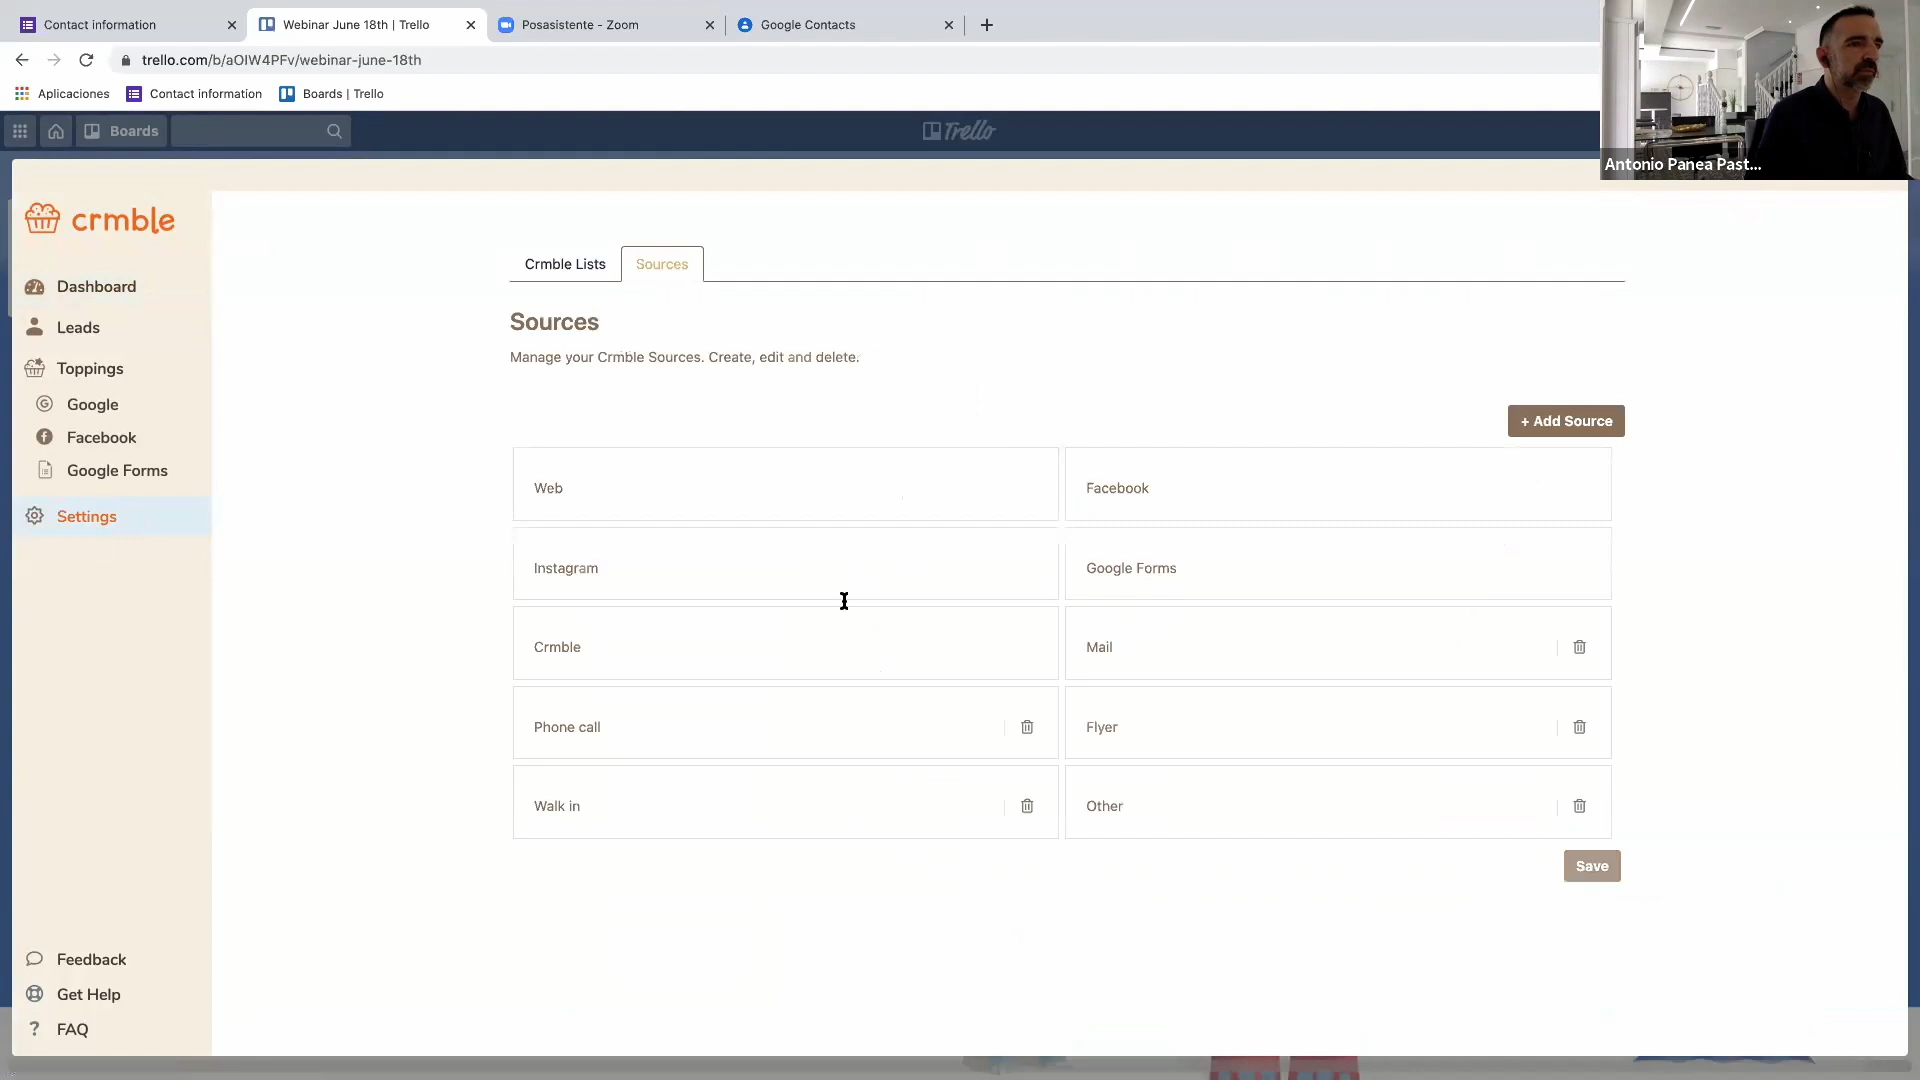 Contact information
Webinar June 18th | Trello
Posasistente - Zoom
Google Contacts
trello.com/b/aOIW4PFv/webinar-june-18th
Aplicaciones
Contact information
Boards | Trello
Boards
Trello
Antonio Panea Past...
crmble
Dashboard
Leads
Toppings
Google
Facebook
Google Forms
Settings
Feedback
Get Help
FAQ
Crmble Lists
Sources
Sources
Manage your Crmble Sources. Create, edit and delete.
+ Add Source
Web
Facebook
Instagram
Google Forms
Crmble
Mail
Phone call
Flyer
Walk in
Other
Save